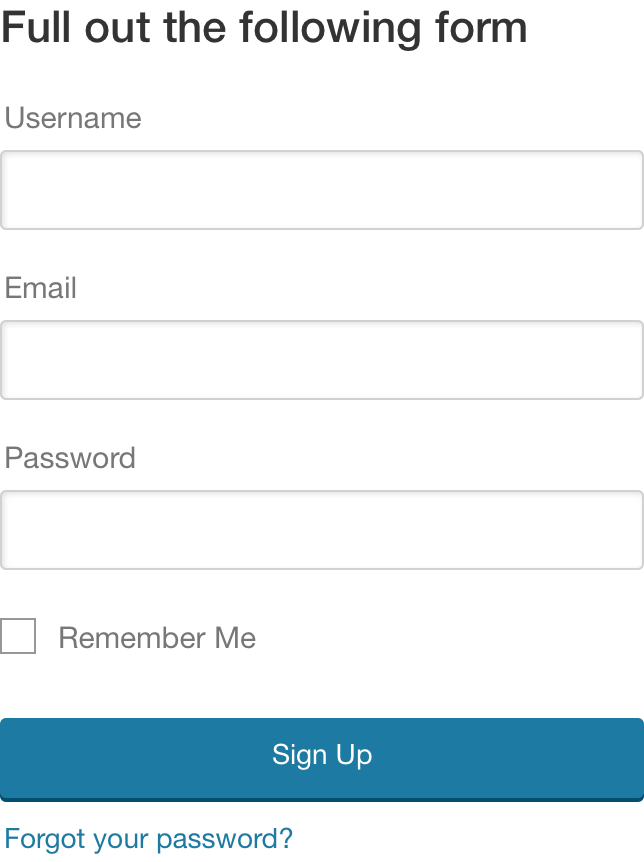 Full out the following form
Username
Email
Password
Remember Me
Sign Up
Forgot your password?